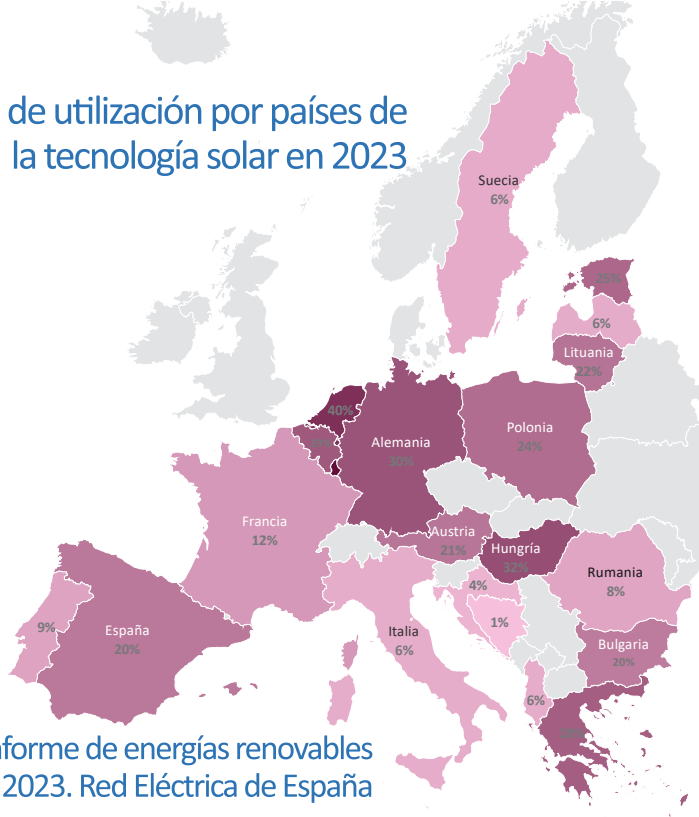 de utilización por países de
la tecnología solar en 2023
Suecia
6%
25%
6%
Lituania
22%
40%
Alemania
30%
Polonia
24%
Francia
12%
Austria
21%
Hungría
32%
4%
Rumania
8%
1%
9%
España
20%
Italia
6%
Bulgaria
20%
6%
nforme de energías renovables
2023. Red Eléctrica de España